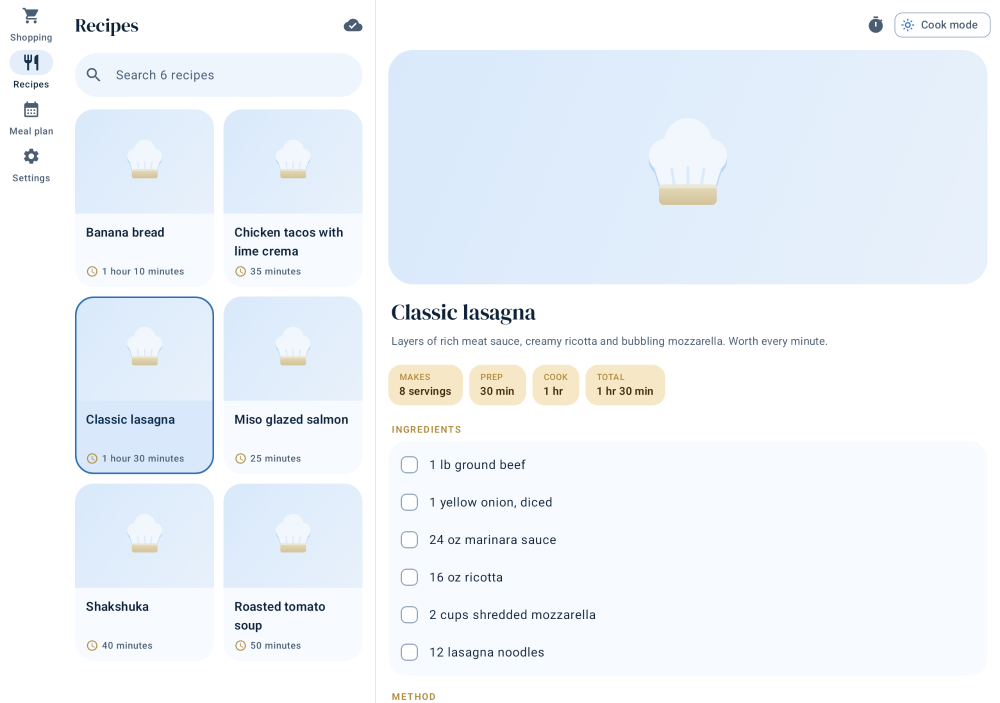 Shopping
Recipes
Meal plan
Settings
Recipes
Search 6 recipes
Banana bread
1 hour 10 minutes
Chicken tacos with
lime crema
35 minutes
Classic lasagna
1 hour 30 minutes
Miso glazed salmon
25 minutes
Shakshuka
40 minutes
Roasted tomato
soup
50 minutes
Cook mode
Classic lasagna
Layers of rich meat sauce, creamy ricotta and bubbling mozzarella. Worth every minute.
MAKES
8 servings
PREP
30 min
COOK
1 hr
TOTAL
1 hr 30 min
INGREDIENTS
1 lb ground beef
1 yellow onion, diced
24 oz marinara sauce
16 oz ricotta
2 cups shredded mozzarella
12 lasagna noodles
METHOD